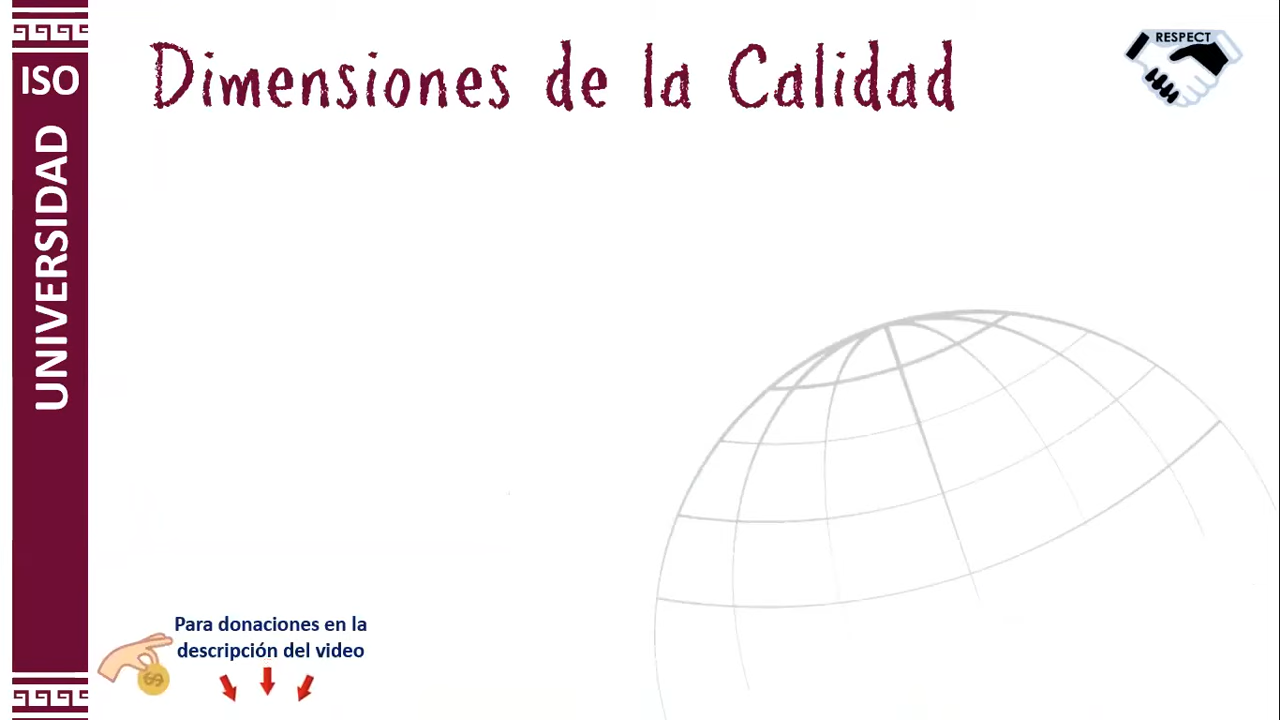 Dimensiones de la Calidad
RESPECT
ISO
UNIVERSIDAD
Para donaciones en la
descripción del video